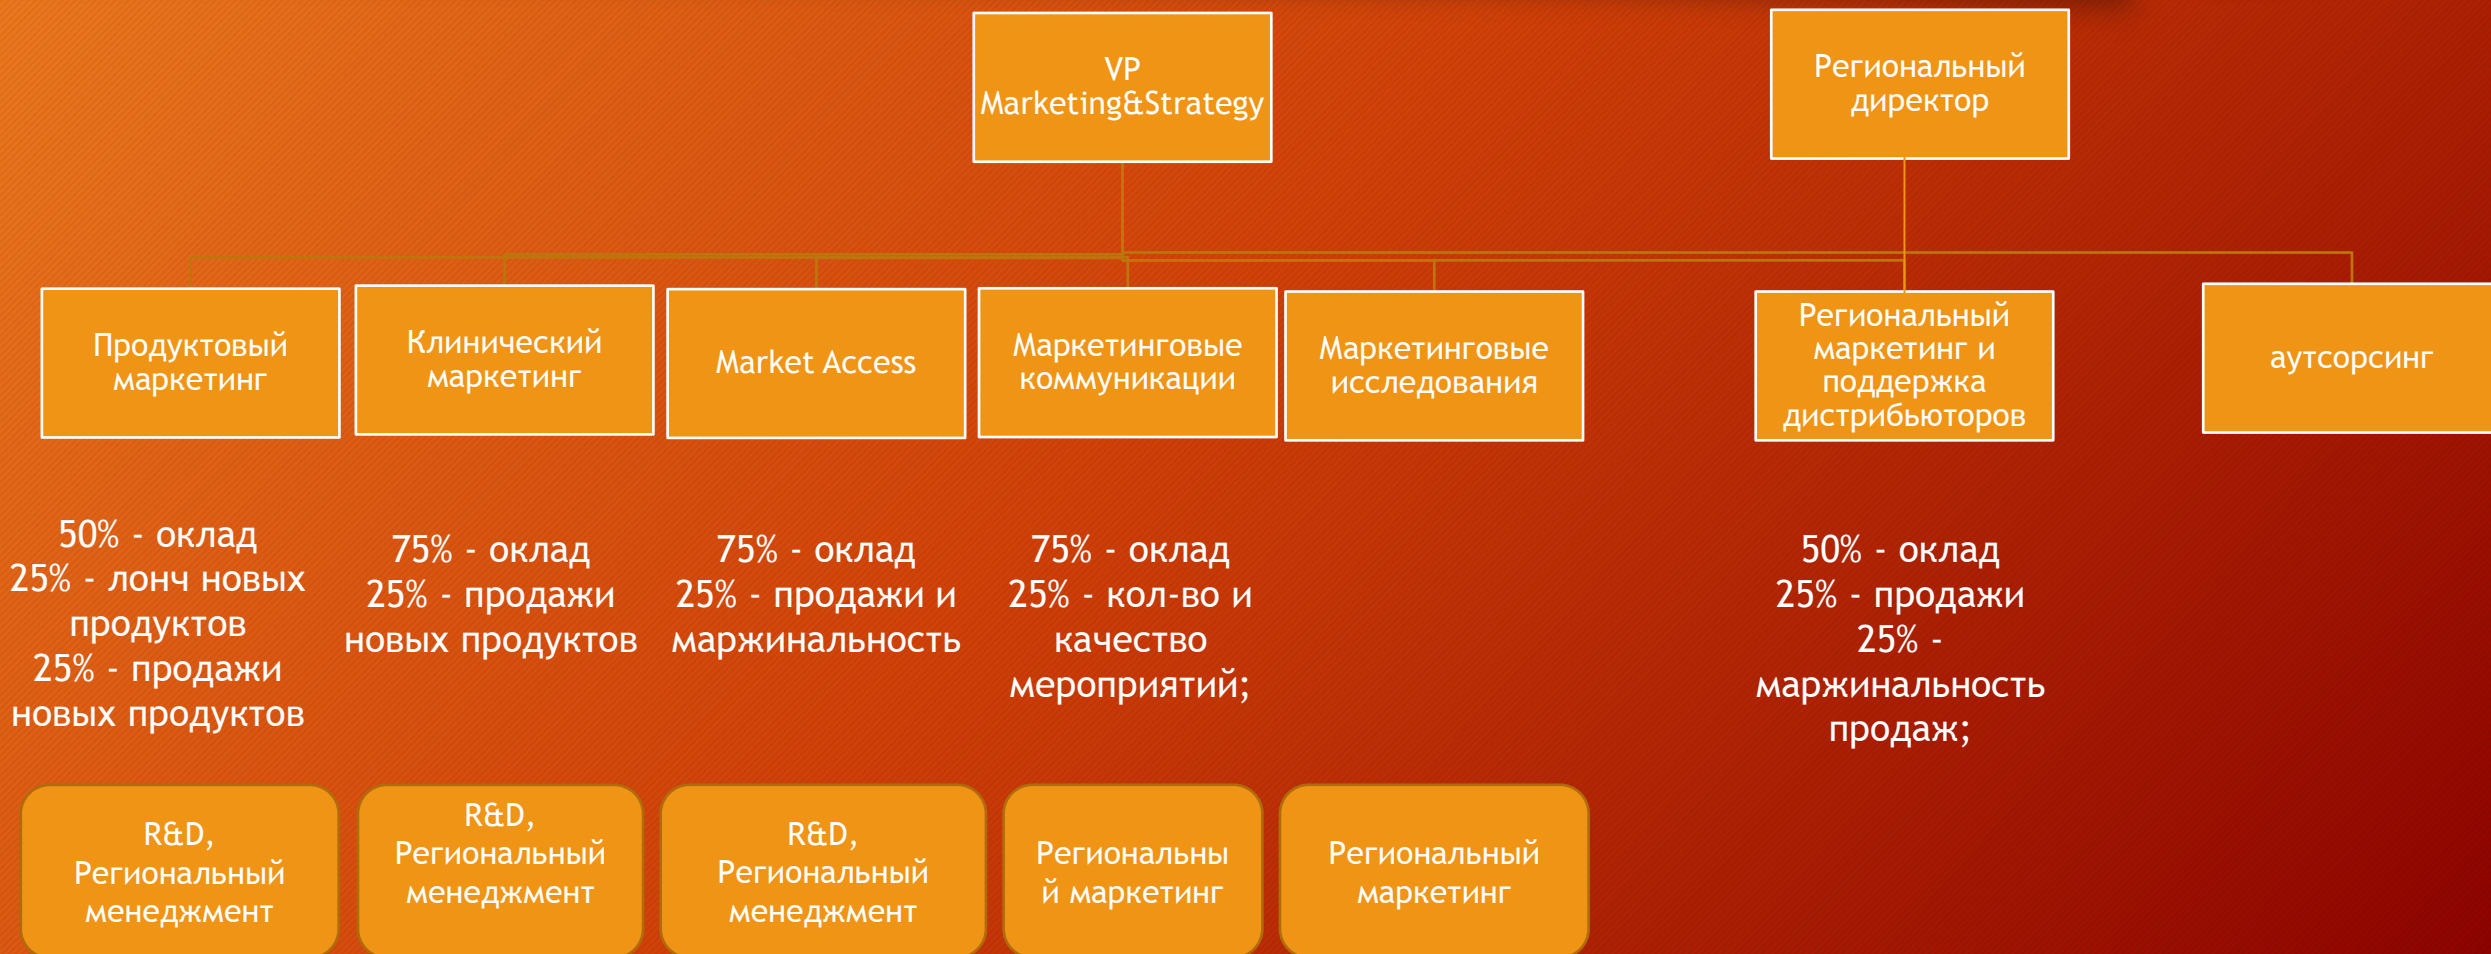 VP
Marketing&Strategy
Региональный
директор
Продуктовый
маркетинг
Клинический
маркетинг
Market Access
Маркетинговые
коммуникации
Маркетинговые
исследования
Региональный
маркетинг и
поддержка
дистрибьюторов
аутсорсинг
50% - оклад
25% - лонч новых
продуктов
25% - продажи
новых продуктов
75% - оклад
25% - продажи
новых продуктов
75% - оклад
25% - продажи и
маржинальность
75% - оклад
25% - кол-во и
качество
мероприятий;
50% - оклад
25% - продажи
25% -
маржинальность
продаж;
R&D,
Региональный
менеджмент
R&D,
Региональный
менеджмент
R&D,
Региональный
менеджмент
Региональны
й маркетинг
Региональный
маркетинг